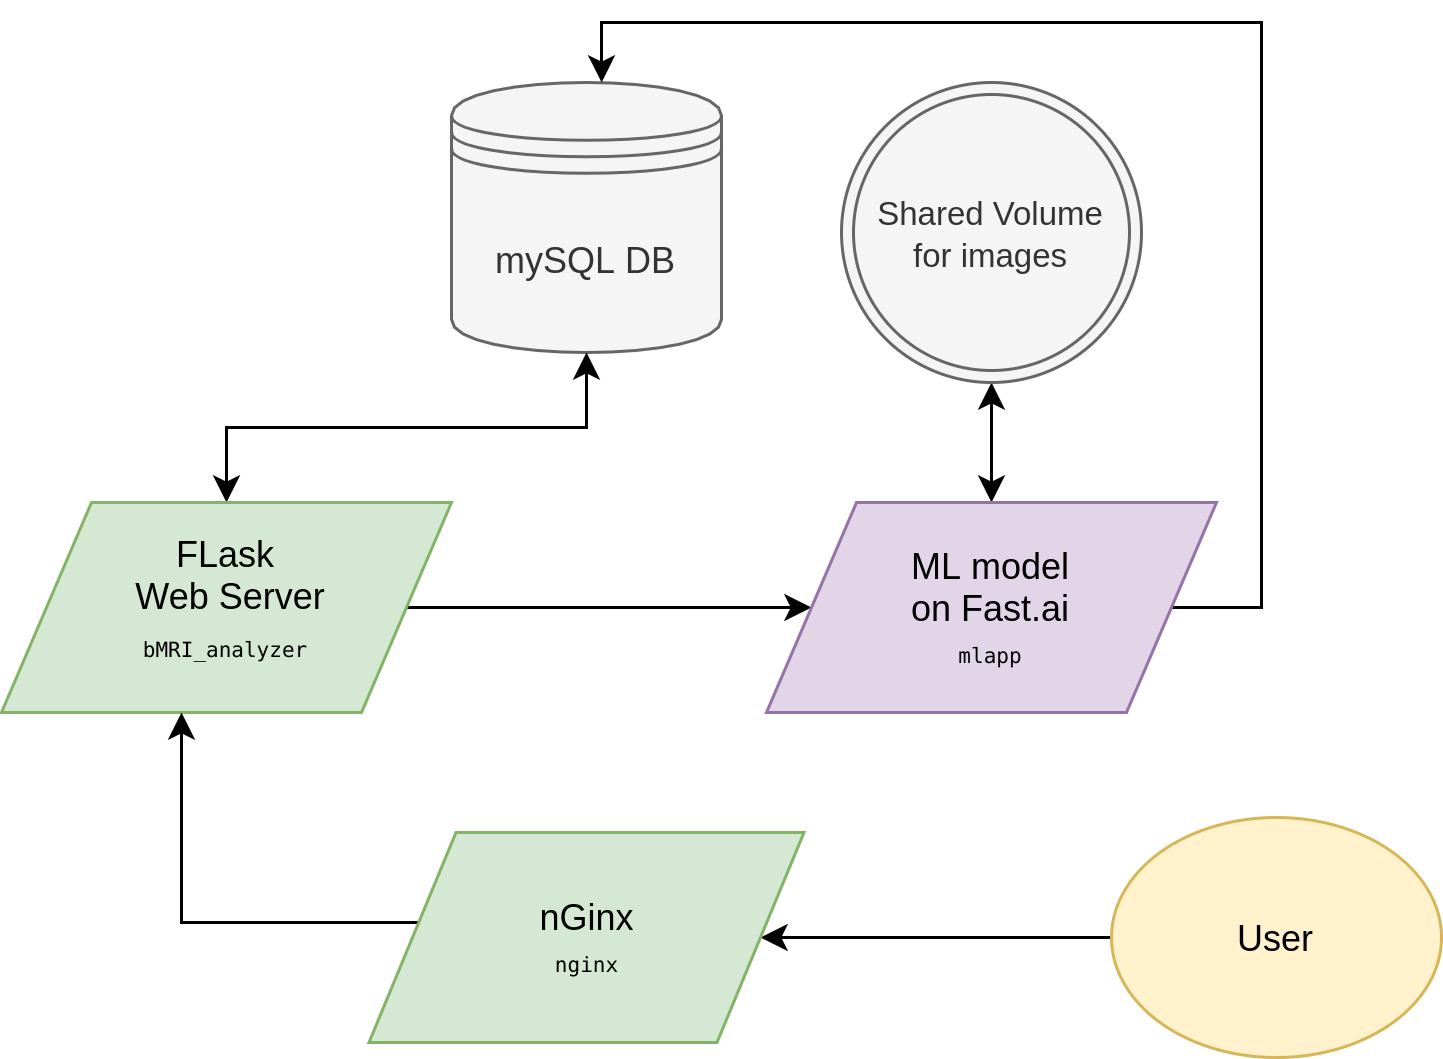 mySQL DB
Shared Volume
for images
FLask
Web Server
bMRI_analyzer
ML model
on Fast.ai
mlapp
nGinx
nginx
User